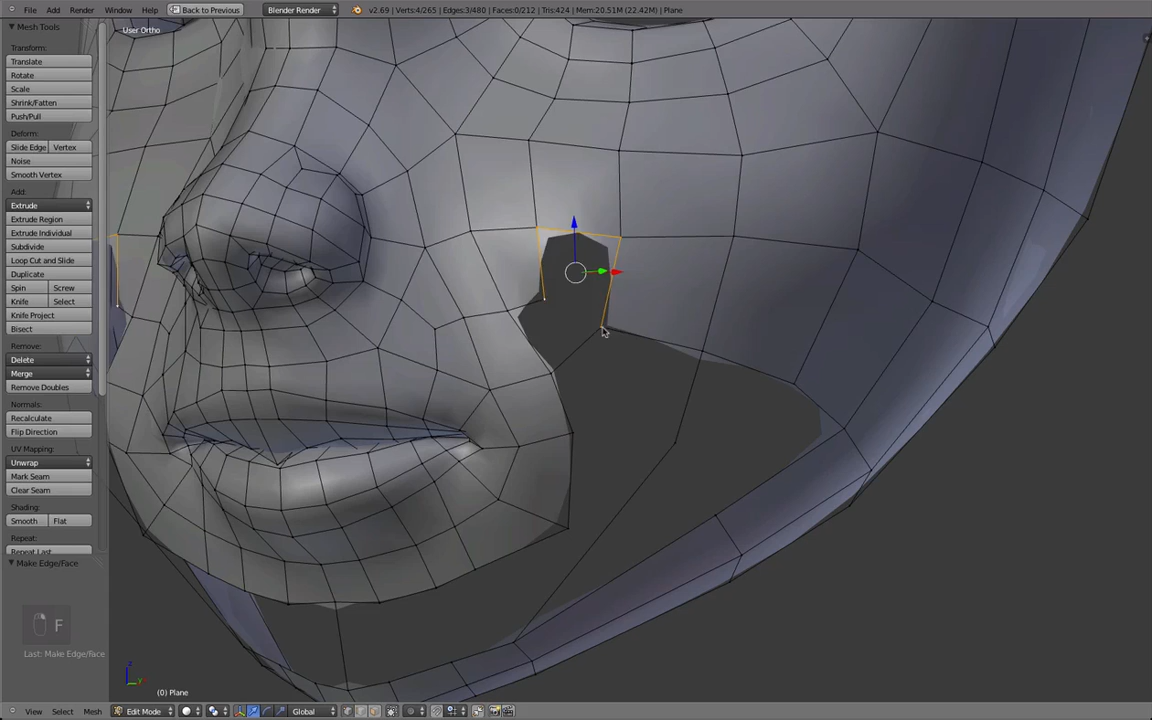 File Add Render Window Help Back to Previous Blender Render v2.69 | Verts:4/265 | Edges:3/480 | Faces:0/212 | Tris:424 | Mem:20.51M (22.42M) | Plane
Mesh Tools
User Ortho
Transform:
Translate
Rotate
Scale
Shrink/Fatten
Push/Pull
Deform:
Slide Edge Vertex
Noise
Smooth Vertex
Add:
Extrude
Extrude Region
Extrude Individual
Subdivide
Loop Cut and Slide
Duplicate
Spin Screw
Knife Select
Knife Project
Bisect
Remove:
Delete
Merge
Remove Doubles
Normals:
Recalculate
Flip Direction
UV Mapping:
Unwrap
Mark Seam
Clear Seam
Shading:
Smooth Flat
Repeat:
Repeat Last
Make Edge/Face
F
Last: Make Edge/Face
z
y
(0) Plane
View Select Mesh Edit Mode Global